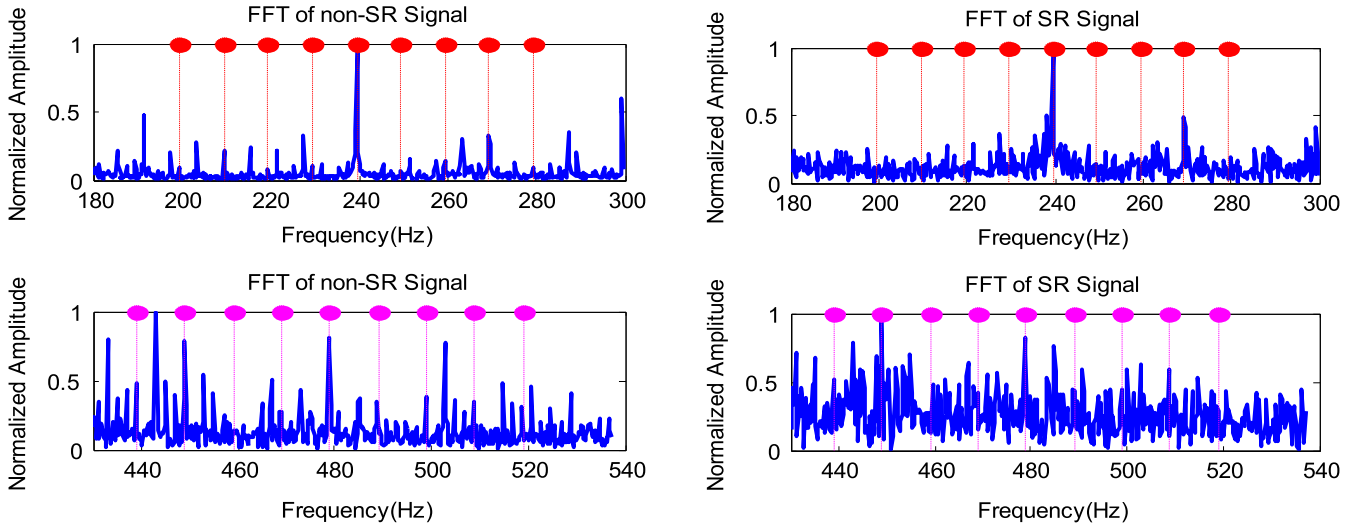 FFT of non-SR Signal
Normalized Amplitude
1
0.5
0
180 200 220 240 260 280 300
Frequency(Hz)
FFT of SR Signal
Normalized Amplitude
1
0.5
0
180 200 220 240 260 280 300
Frequency(Hz)
FFT of non-SR Signal
Normalized Amplitude
1
0.5
0
440 460 480 500 520 540
Frequency(Hz)
FFT of SR Signal
Normalized Amplitude
1
0.5
0
440 460 480 500 520 540
Frequency(Hz)